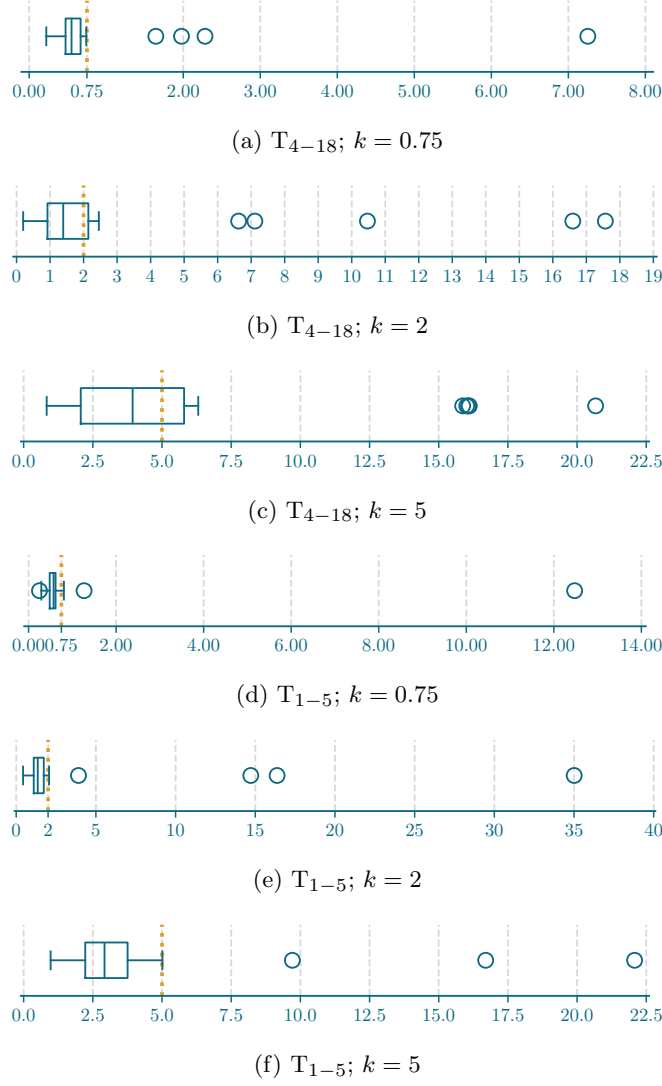 0.00 0.75 2.00 3.00 4.00 5.00 6.00 7.00 8.00
(a) T4−18; k = 0.75
0 1 2 3 4 5 6 7 8 9 10 11 12 13 14 15 16 17 18 19
(b) T4−18; k = 2
0.0 2.5 5.0 7.5 10.0 12.5 15.0 17.5 20.0 22.5
(c) T4−18; k = 5
0.00 0.75 2.00 4.00 6.00 8.00 10.00 12.00 14.00
(d) T1−5; k = 0.75
0 2 5 10 15 20 25 30 35 40
(e) T1−5; k = 2
0.0 2.5 5.0 7.5 10.0 12.5 15.0 17.5 20.0 22.5
(f) T1−5; k = 5